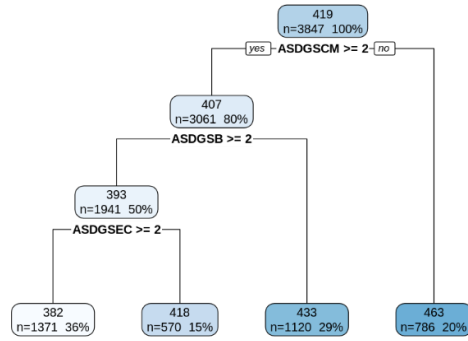 419
n=3847 100%
yes ASDGSCM >= 2 no
407
n=3061 80%
ASDGSB >= 2
393
n=1941 50%
ASDGSEC >= 2
382
n=1371 36%
418
n=570 15%
433
n=1120 29%
463
n=786 20%